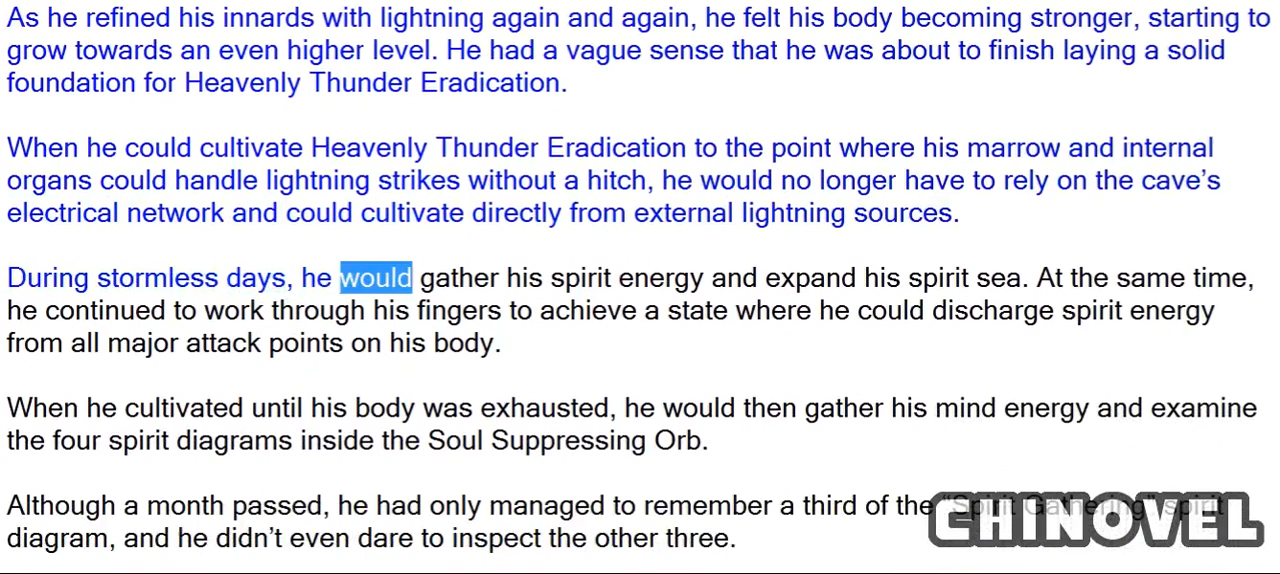 As he refined his innards with lightning again and again, he felt his body becoming stronger, starting to
grow towards an even higher level. He had a vague sense that he was about to finish laying a solid
foundation for Heavenly Thunder Eradication.
When he could cultivate Heavenly Thunder Eradication to the point where his marrow and internal
organs could handle lightning strikes without a hitch, he would no longer have to rely on the cave’s
electrical network and could cultivate directly from external lightning sources.
During stormless days, he would gather his spirit energy and expand his spirit sea. At the same time,
he continued to work through his fingers to achieve a state where he could discharge spirit energy
from all major attack points on his body.
When he cultivated until his body was exhausted, he would then gather his mind energy and examine
the four spirit diagrams inside the Soul Suppressing Orb.
Although a month passed, he had only managed to remember a third of the “Spirit Gathering” spirit
diagram, and he didn’t even dare to inspect the other three.
CHINOVEL